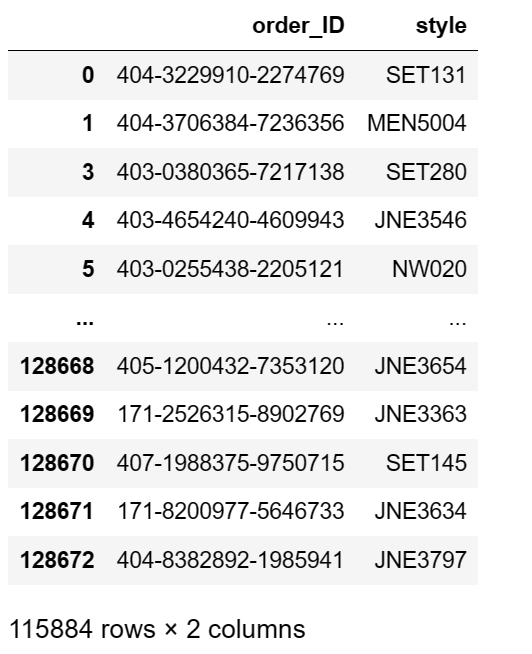 order_ID style
0 404-3229910-2274769 SET131
1 404-3706384-7236356 MEN5004
3 403-0380365-7217138 SET280
4 403-4654240-4609943 JNE3546
5 403-0255438-2205121 NW020
... ... ...
128668 405-1200432-7353120 JNE3654
128669 171-2526315-8902769 JNE3363
128670 407-1988375-9750715 SET145
128671 171-8200977-5646733 JNE3634
128672 404-8382892-1985941 JNE3797
115884 rows × 2 columns